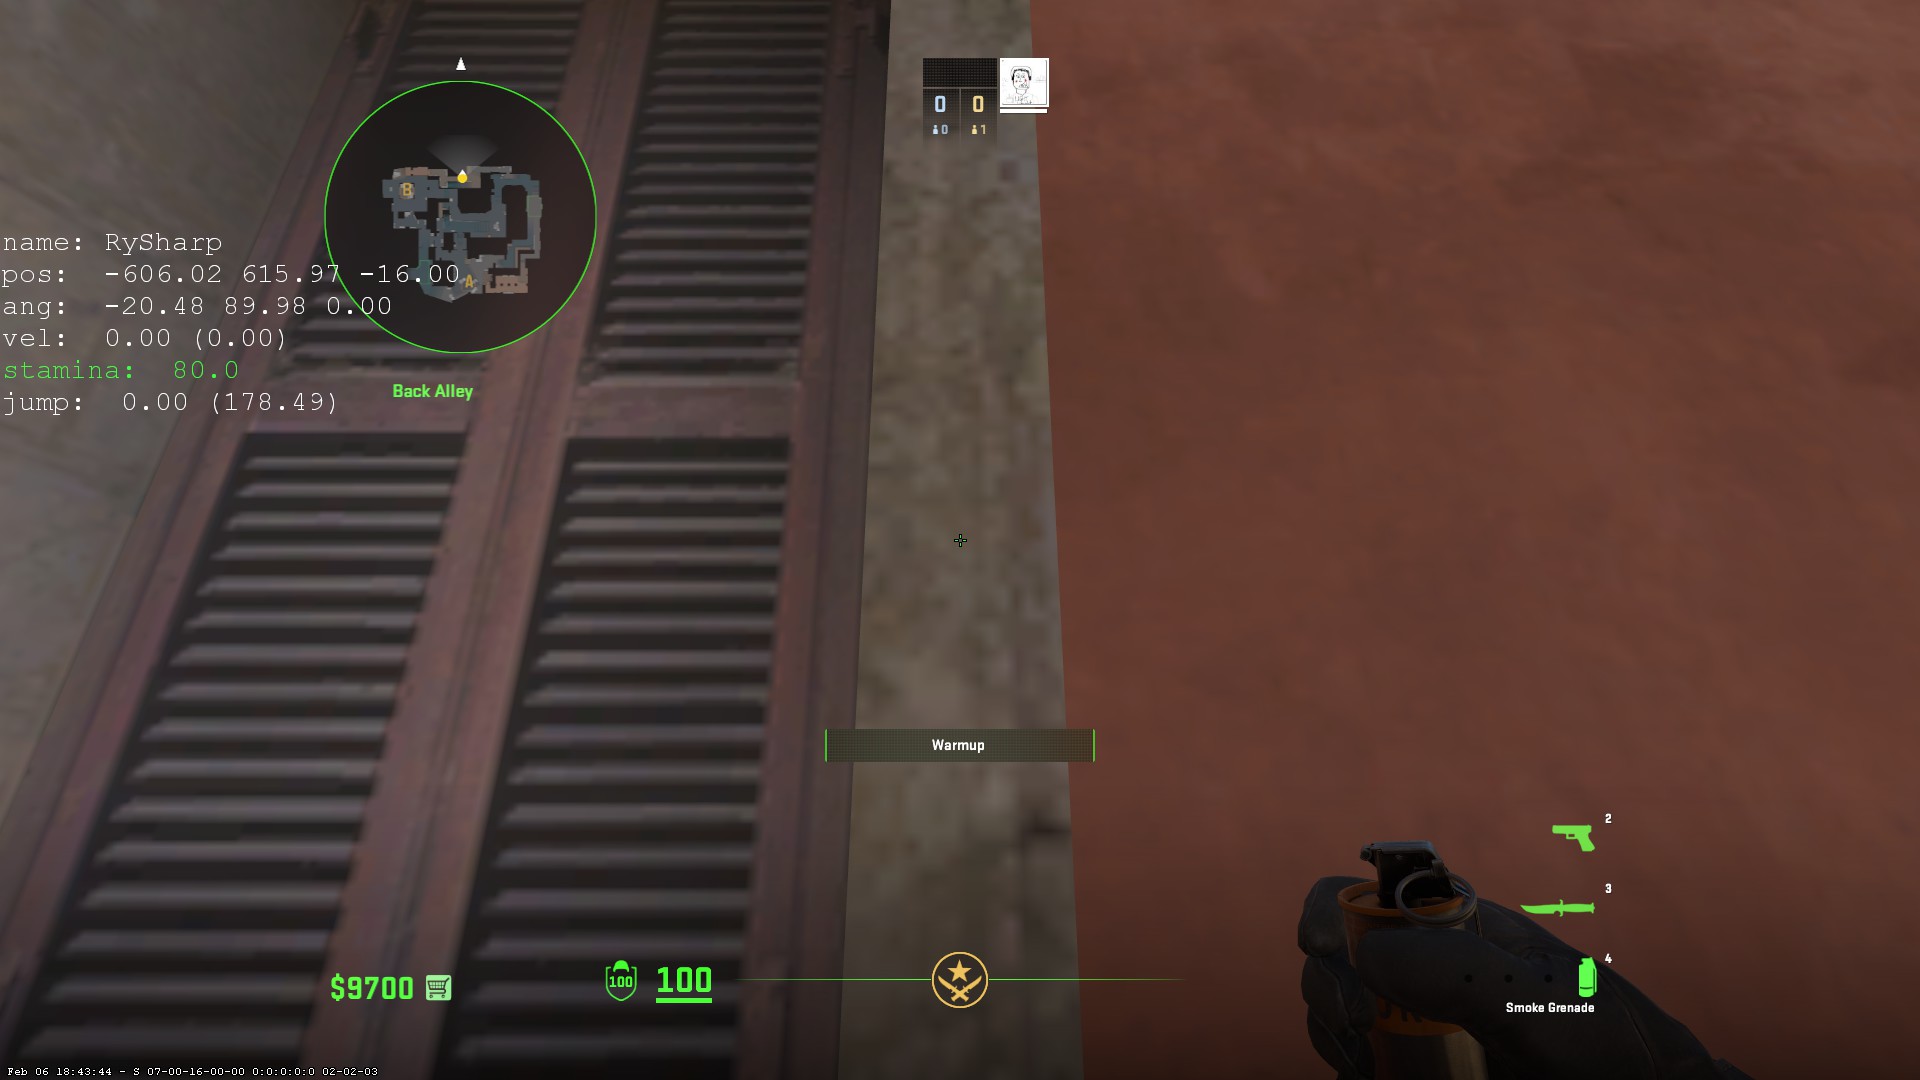 0 0
0 1
B
name: RySharp
pos: -606.02 615.97 -16.00
A
ang: -20.48 89.98 0.00
vel: 0.00 (0.00)
stamina: 80.0
jump: 0.00 (178.49)
Back Alley
Warmup
2
3
4
Smoke Grenade
$9700
100
100
Feb 06 18:43:44 - S 07-00-16-00-00 0:0:0:0:0 02-02-03